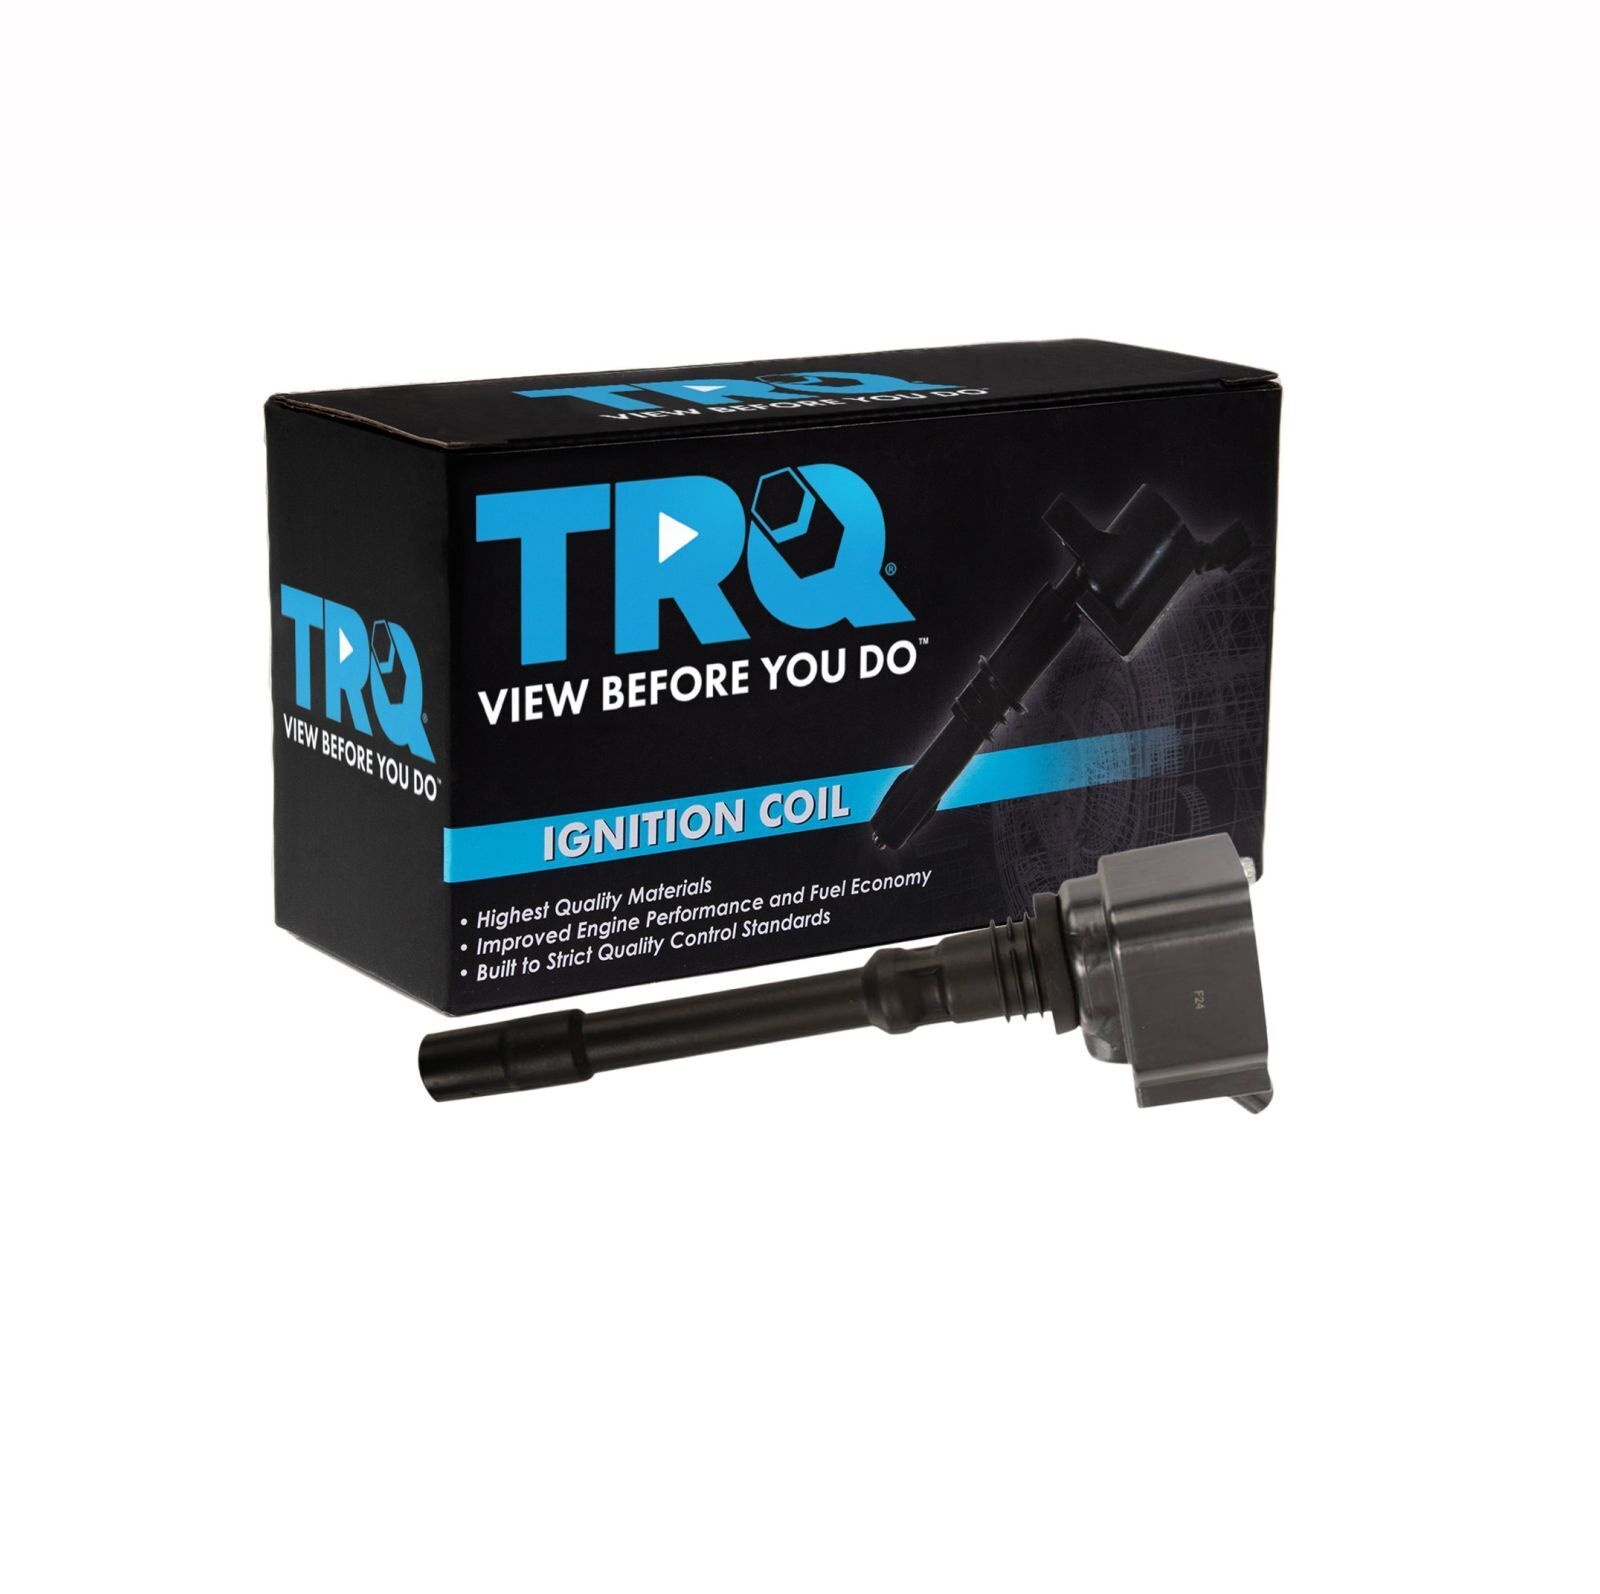 TRQ
VIEW BEFORE YOU DO™
TRQ®
VIEW BEFORE YOU DO™
TRQ®
VIEW BEFORE YOU DO™
IGNITION COIL
• Highest Quality Materials
• Improved Engine Performance and Fuel Economy
• Built to Strict Quality Control Standards
F24